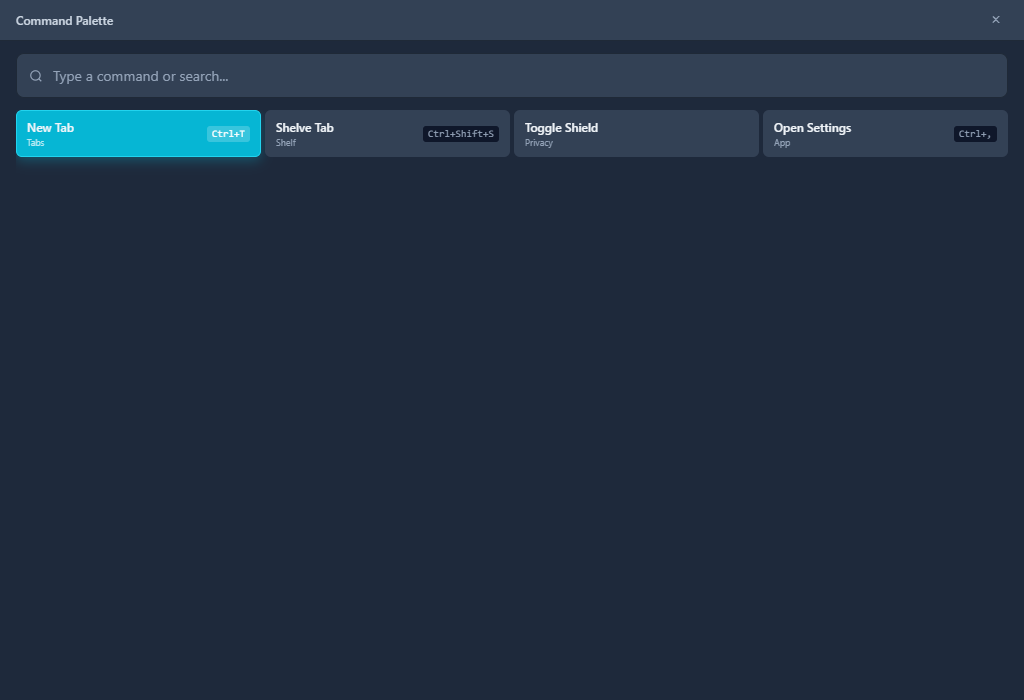 Command Palette
Type a command or search...
New Tab
Tabs
Ctrl+T
Shelve Tab
Shelf
Ctrl+Shift+S
Toggle Shield
Privacy
Open Settings
App
Ctrl+,